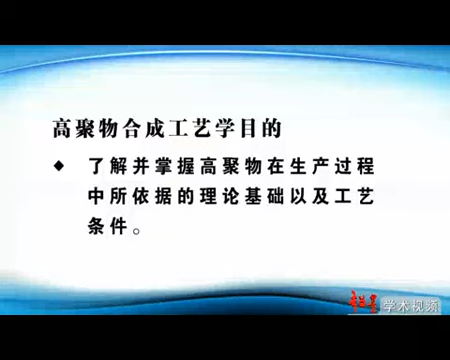 高聚物合成工艺学目的
◆ 了解并掌握高聚物在生产过程
中所依据的理论基础以及工艺
条件。
超星 学术视频